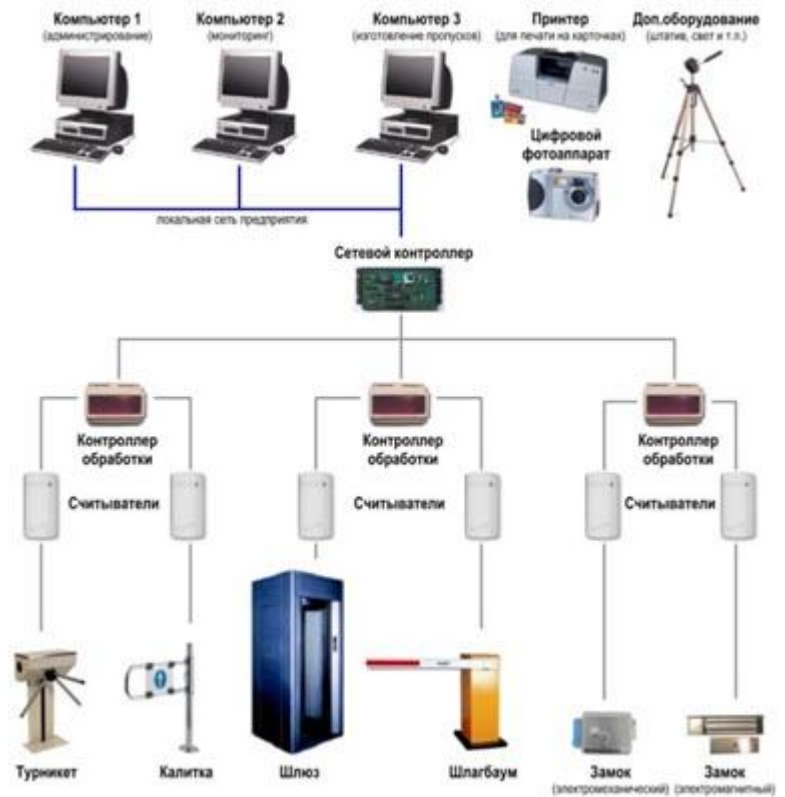 Компьютер 1
(администрирование)
Компьютер 2
(мониторинг)
Компьютер 3
(изготовление пропусков)
Принтер
(для печати на карточках)
Доп.оборудование
(штатив, свет и т.п.)
Цифровой
фотоаппарат
локальная сеть предприятия
Сетевой контроллер
Контроллер
обработки
Контроллер
обработки
Контроллер
обработки
Считыватели
Считыватели
Считыватели
Турникет
Калитка
Шлюз
Шлагбаум
Замок
(электромеханический)
Замок
(электромагнитный)